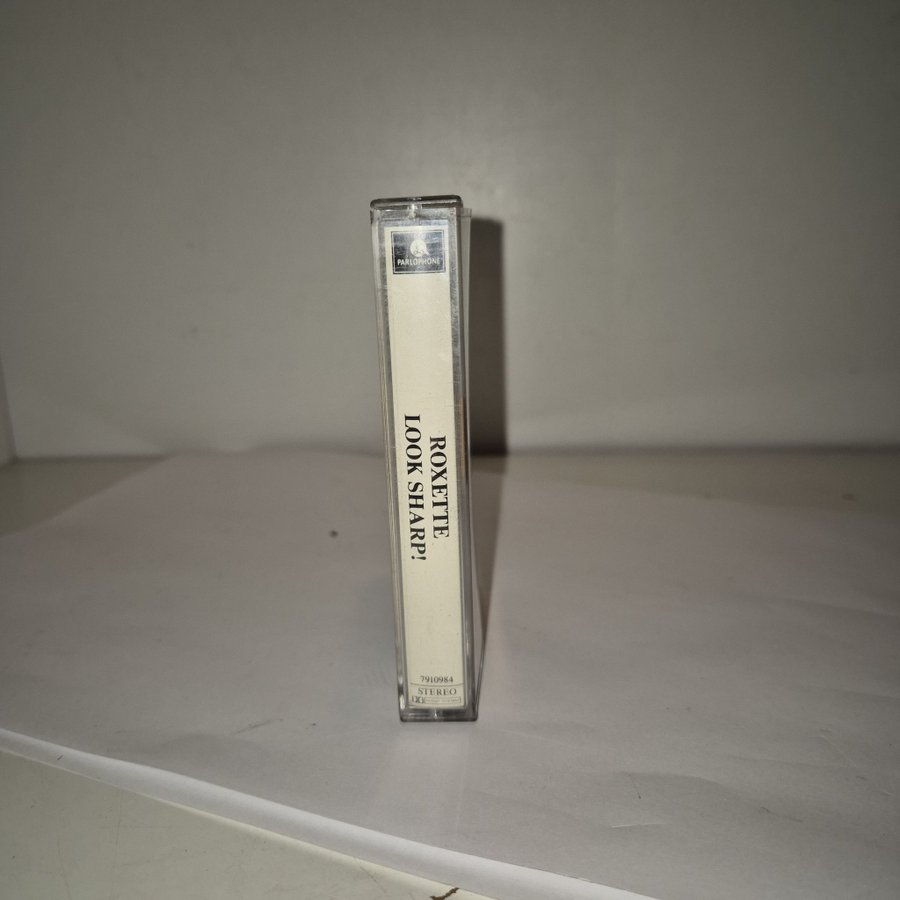 PARLOPHONE
ROXETTE
LOOK SHARP!
7910984
STEREO